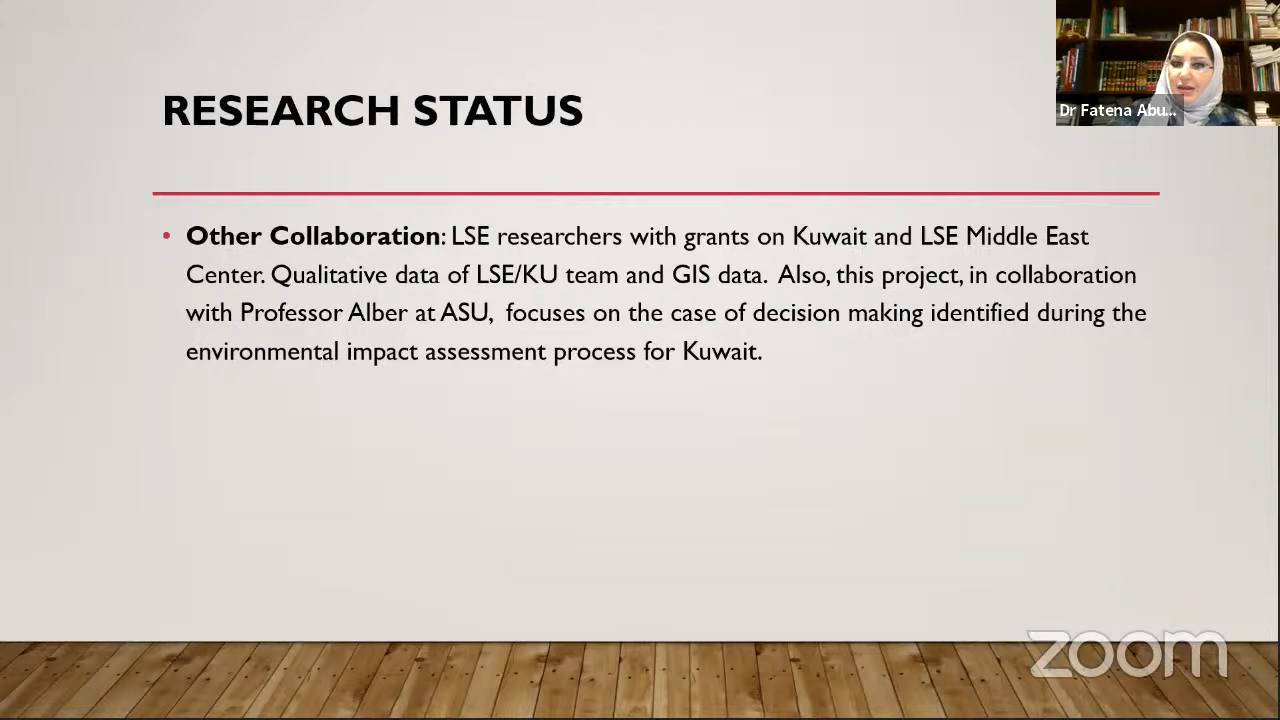 RESEARCH STATUS
Dr Fatena Abu...
• Other Collaboration: LSE researchers with grants on Kuwait and LSE Middle East
Center. Qualitative data of LSE/KU team and GIS data.  Also, this project, in collaboration
with Professor Alber at ASU,  focuses on the case of decision making identified during the
environmental impact assessment process for Kuwait.
zoom